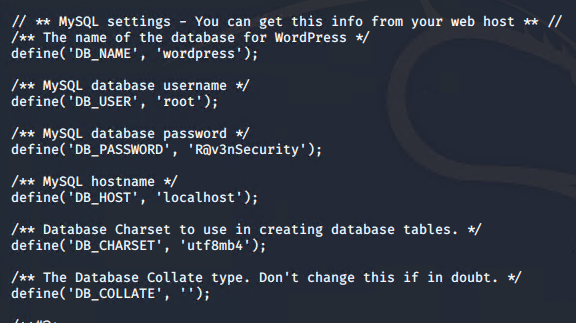 // ** MySQL settings - You can get this info from your web host ** //
/** The name of the database for WordPress */
define('DB_NAME', 'wordpress');
/** MySQL database username */
define('DB_USER', 'root');
/** MySQL database password */
define('DB_PASSWORD', 'R@v3nSecurity');
/** MySQL hostname */
define('DB_HOST', 'localhost');
/** Database Charset to use in creating database tables. */
define('DB_CHARSET', 'utf8mb4');
/** The Database Collate type. Don't change this if in doubt. */
define('DB_COLLATE', '');